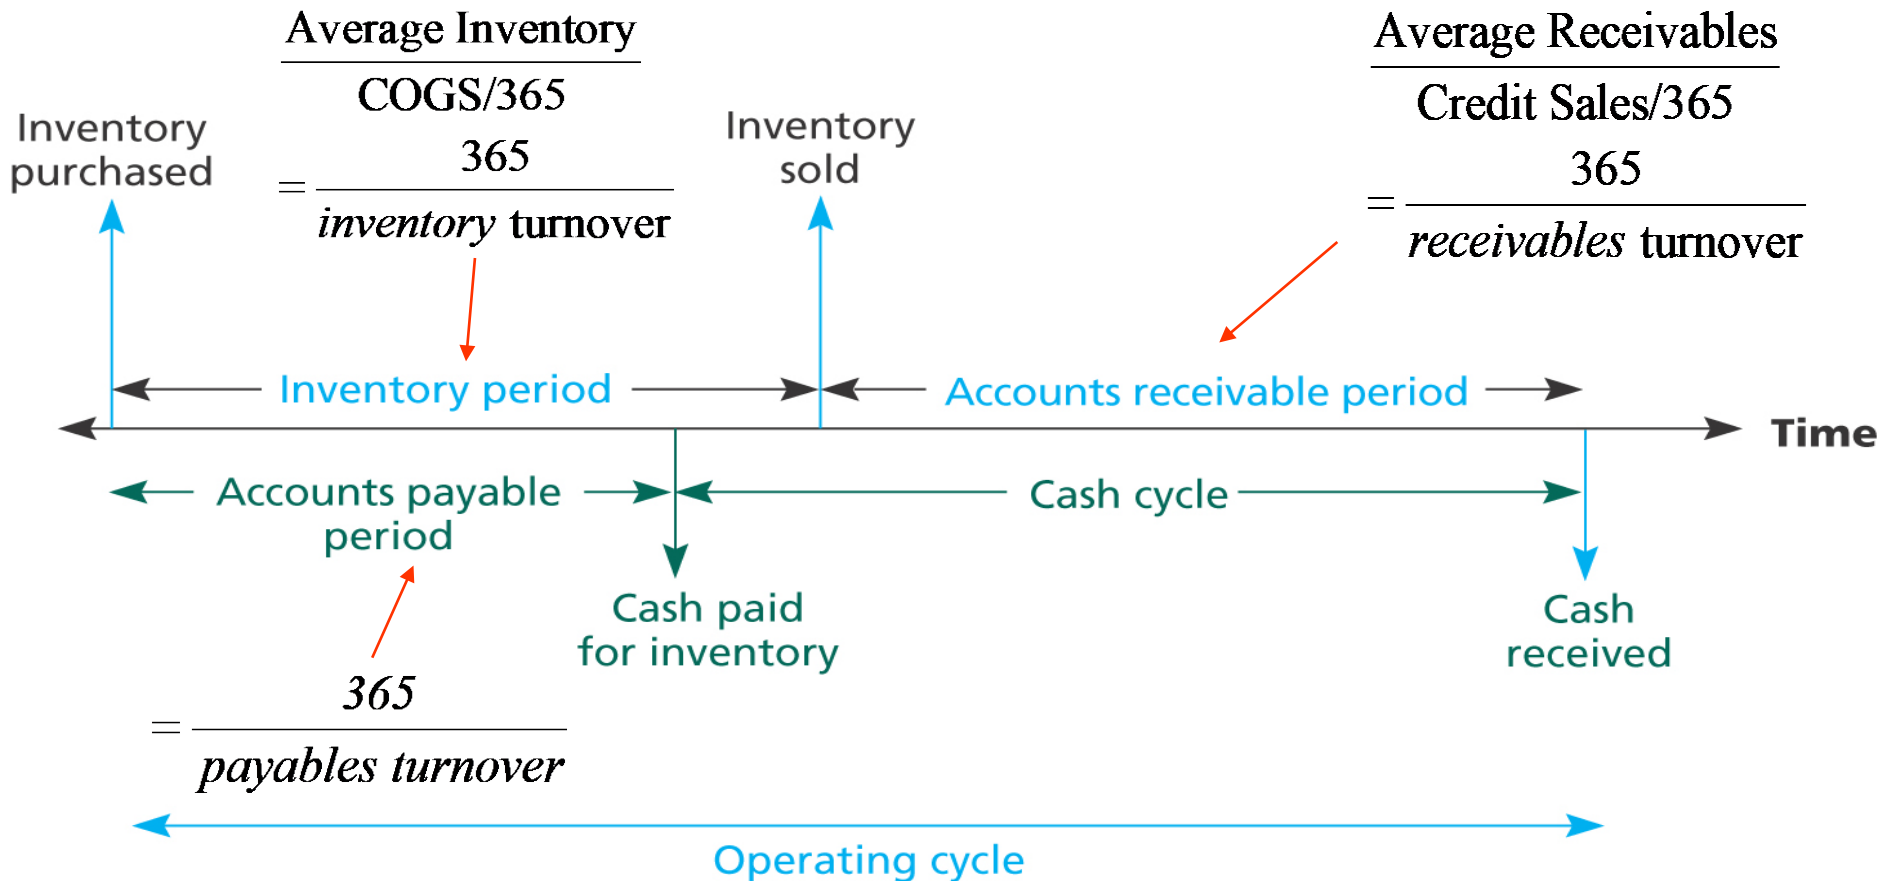 Average Inventory
COGS/365
= 365
inventory turnover
Average Receivables
Credit Sales/365
= 365
receivables turnover
Inventory
purchased
Inventory
sold
Inventory period
Accounts receivable period
Time
Accounts payable
period
Cash cycle
Cash paid
for inventory
Cash
received
= 365
payables turnover
Operating cycle